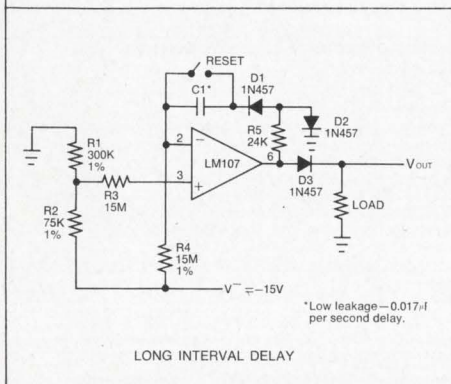 RESET
C1*
D1
1N457
D2
1N457
R5
24K
R1
300K
1%
2
LM107
6
3
D3
1N457
VOUT
R3
15M
R2
75K
1%
LOAD
R4
15M
1%
V− = −15V
*Low leakage—0.017μf
per second delay.
LONG INTERVAL DELAY